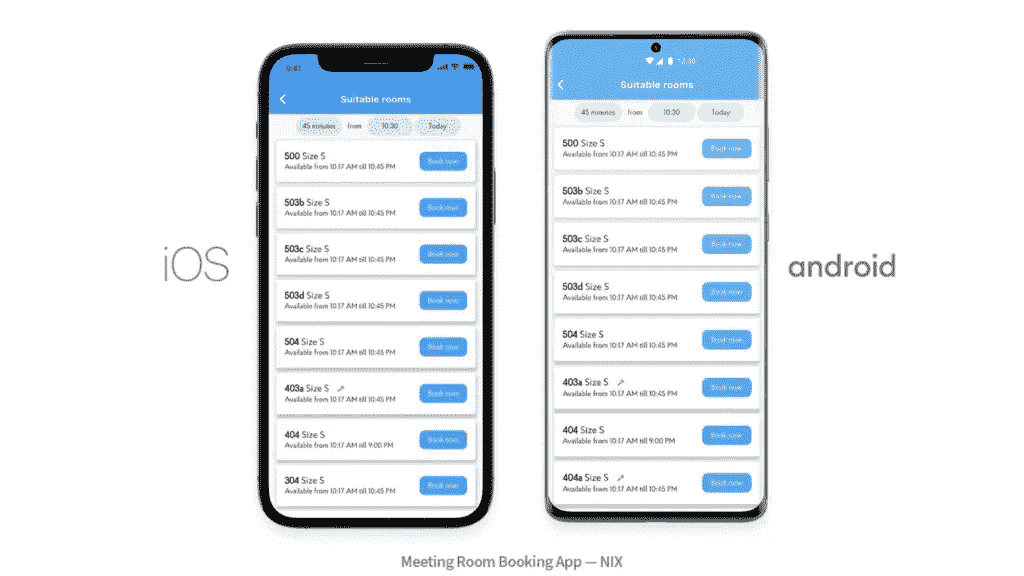 9:41
Suitable rooms
45 minutes from 10:30 Today
500 Size S
Available from 10:17 AM till 10:45 PM
Book now
503b Size S
Available from 10:17 AM till 10:45 PM
Book now
503c Size S
Available from 10:17 AM till 10:45 PM
Book now
503d Size S
Available from 10:17 AM till 10:45 PM
Book now
504 Size S
Available from 10:17 AM till 10:45 PM
Book now
403a Size S
Available from 10:17 AM till 10:45 PM
Book now
404 Size S
Available from 10:17 AM till 9:00 PM
Book now
304 Size S
Available from 10:17 AM till 10:45 PM
Book now
iOS
12:30
Suitable rooms
45 minutes from 10:30 Today
500 Size S
Available from 10:17 AM till 10:45 PM
Book now
503b Size S
Available from 10:17 AM till 10:45 PM
Book now
503c Size S
Available from 10:17 AM till 10:45 PM
Book now
503d Size S
Available from 10:17 AM till 10:45 PM
Book now
504 Size S
Available from 10:17 AM till 10:45 PM
Book now
403a Size S
Available from 10:17 AM till 10:45 PM
Book now
404 Size S
Available from 10:17 AM till 9:00 PM
Book now
404a Size S
Available from 10:17 AM till 10:45 PM
Book now
android
Meeting Room Booking App — NIX